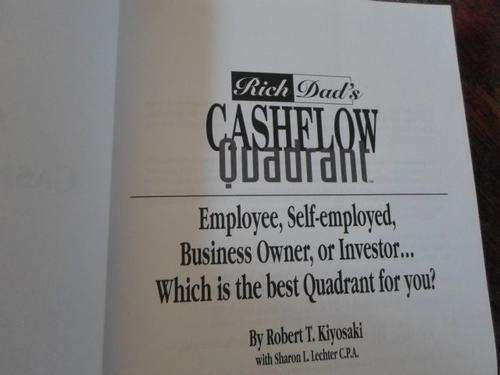 Rich Dad's
CASHFLOW
Quadrant™
Employee, Self-employed,
Business Owner, or Investor...
Which is the best Quadrant for you?
By Robert T. Kiyosaki
with Sharon L. Lechter C.P.A.